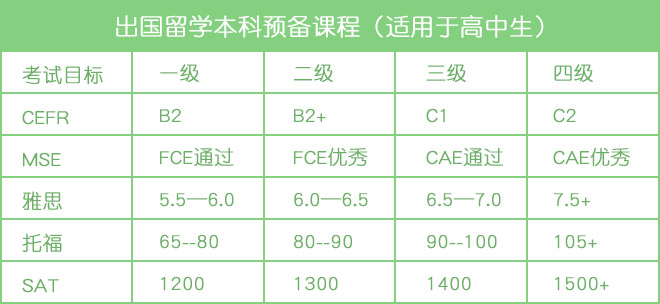 出国留学本科预备课程（适用于高中生）
考试目标 一级 二级 三级 四级
CEFR B2 B2+ C1 C2
MSE FCE通过 FCE优秀 CAE通过 CAE优秀
雅思 5.5—6.0 6.0—6.5 6.5—7.0 7.5+
托福 65--80 80--90 90--100 105+
SAT 1200 1300 1400 1500+